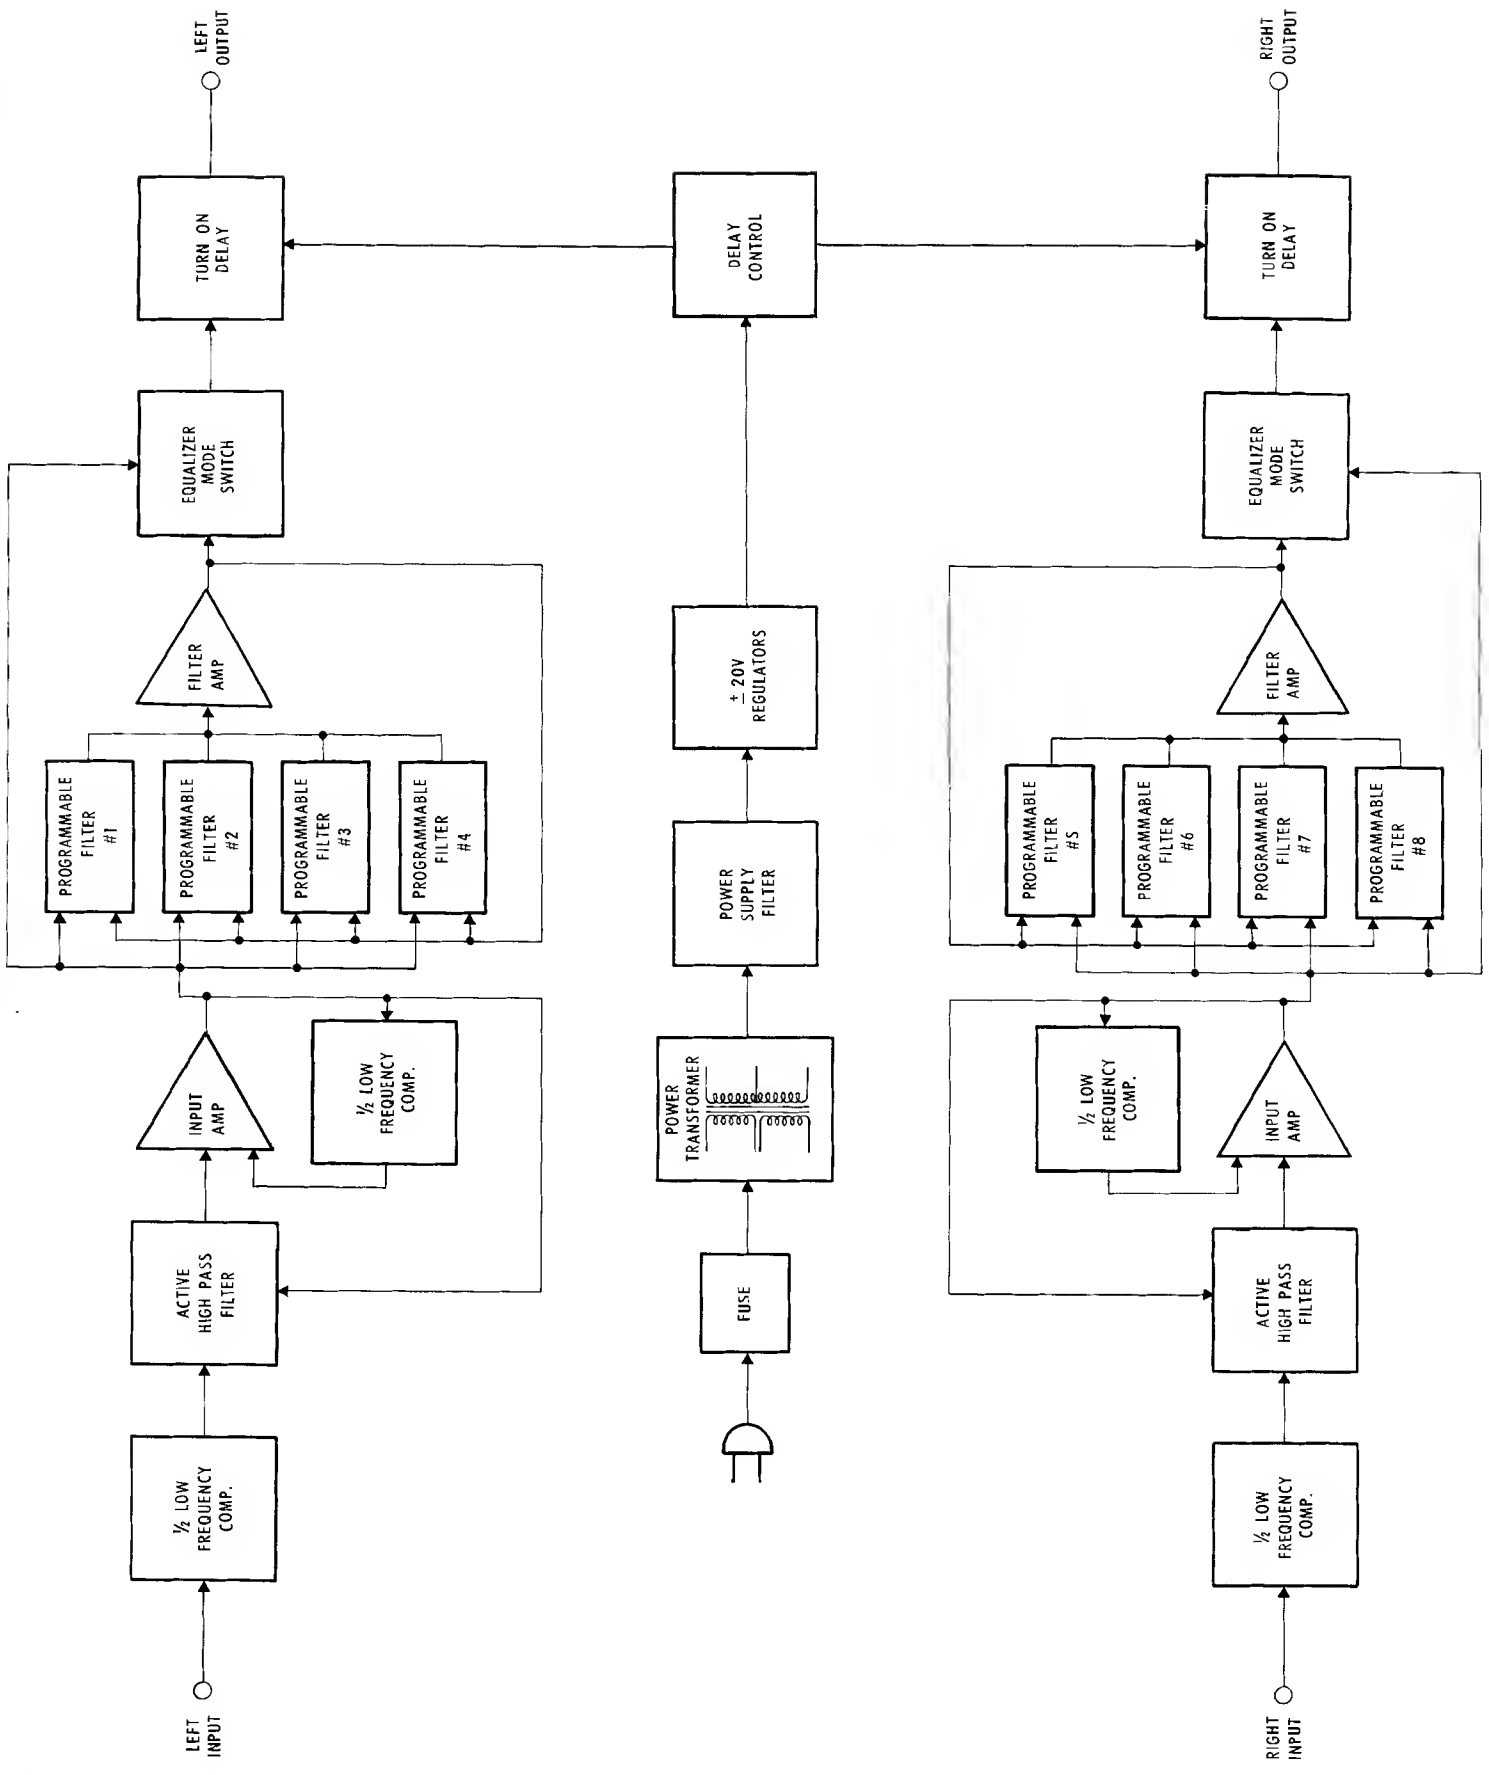 LEFT
INPUT
½ LOW
FREQUENCY
COMP.
ACTIVE
HIGH PASS
FILTER
INPUT
AMP
½ LOW
FREQUENCY
COMP.
PROGRAMMABLE
FILTER
#1
PROGRAMMABLE
FILTER
#2
PROGRAMMABLE
FILTER
#3
PROGRAMMABLE
FILTER
#4
FILTER
AMP
EQUALIZER
MODE
SWITCH
TURN ON
DELAY
LEFT
OUTPUT
FUSE
POWER
TRANSFORMER
POWER
SUPPLY
FILTER
± 20V
REGULATORS
DELAY
CONTROL
RIGHT
INPUT
½ LOW
FREQUENCY
COMP.
ACTIVE
HIGH PASS
FILTER
½ LOW
FREQUENCY
COMP.
INPUT
AMP
PROGRAMMABLE
FILTER
#5
PROGRAMMABLE
FILTER
#6
PROGRAMMABLE
FILTER
#7
PROGRAMMABLE
FILTER
#8
FILTER
AMP
EQUALIZER
MODE
SWITCH
TURN ON
DELAY
RIGHT
OUTPUT